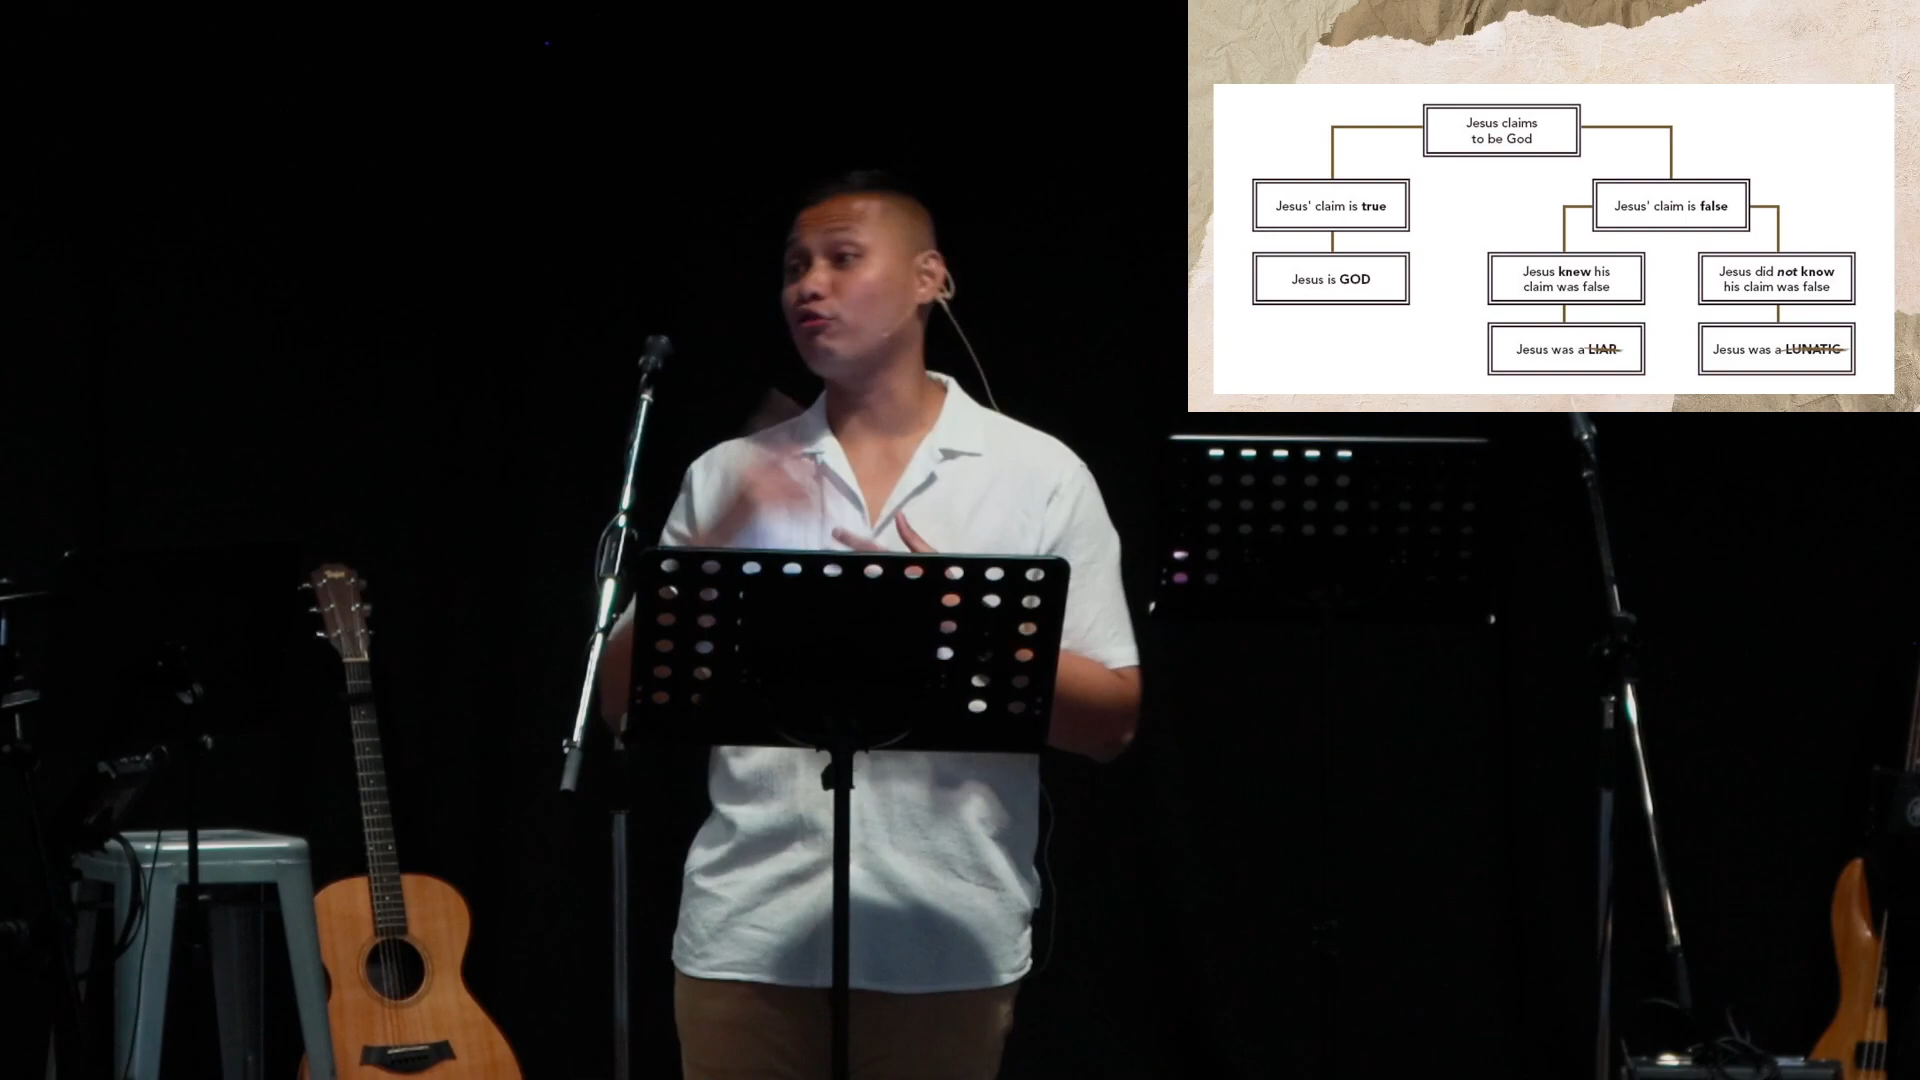 Jesus claims
to be God
Jesus' claim is true
Jesus' claim is false
Jesus is GOD
Jesus knew his
claim was false
Jesus did not know
his claim was false
Jesus was a LIAR
Jesus was a LUNATIC